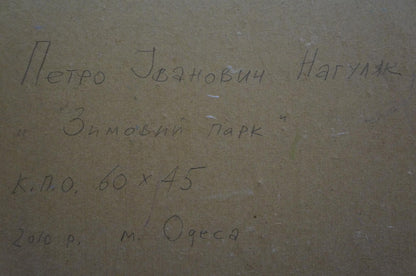 Петро Іванович Нагуляк
"Зимовий парк"
к.п.о. 60 x 45
2010 р. м. Одеса